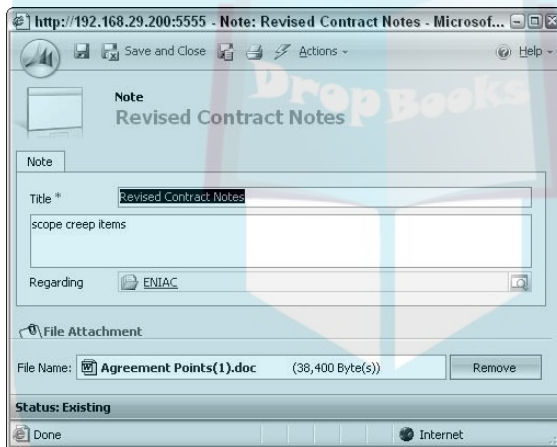 http://192.168.29.200:5555 - Note: Revised Contract Notes - Microsof...
Save and Close Actions Help
DropBooks
Note
Revised Contract Notes
Note
Title * Revised Contract Notes
scope creep items
Regarding ENIAC
File Attachment
File Name: Agreement Points(1).doc (38,400 Byte(s)) Remove
Status: Existing
Done Internet